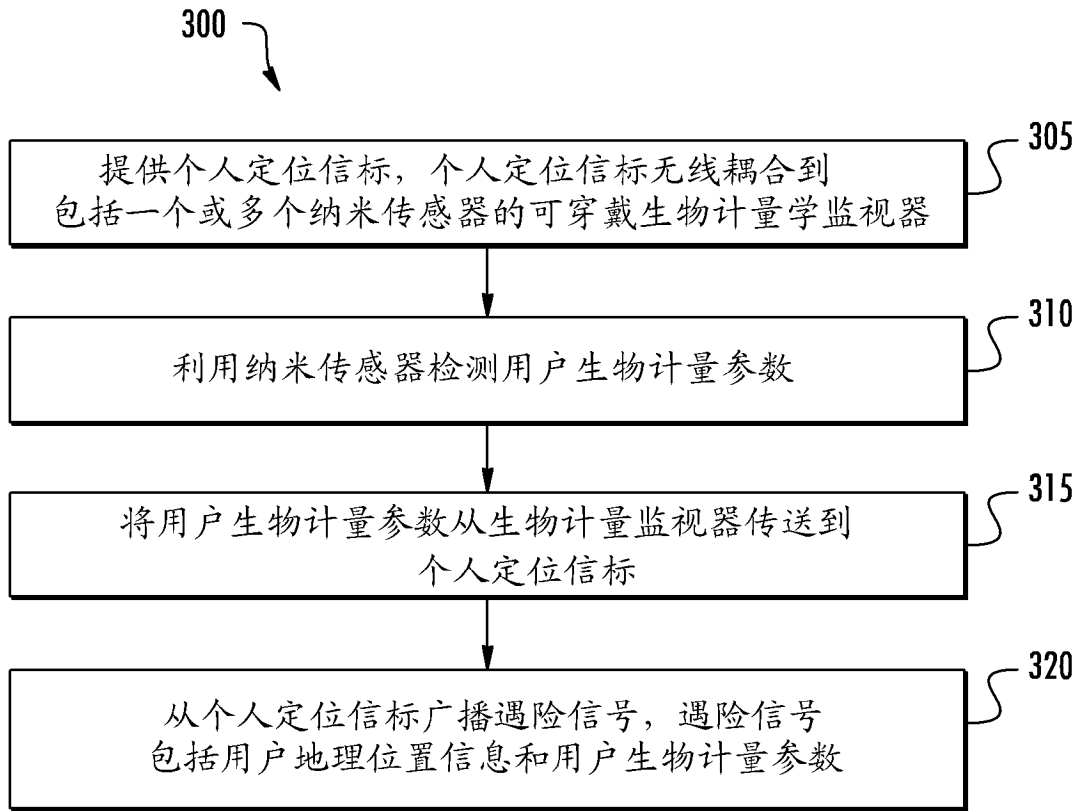 300
305
提供个人定位信标，个人定位信标无线耦合到
包括一个或多个纳米传感器的可穿戴生物计量学监视器
310
利用纳米传感器检测用户生物计量参数
315
将用户生物计量参数从生物计量监视器传送到
个人定位信标
320
从个人定位信标广播遇险信号，遇险信号
包括用户地理位置信息和用户生物计量参数